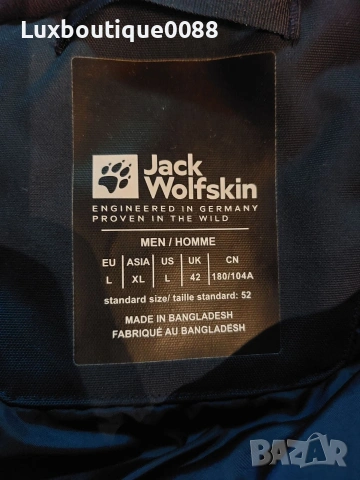 Luxboutique0088
Jack
Wolfskin
ENGINEERED IN GERMANY
PROVEN IN THE WILD
MEN / HOMME
EU ASIA US UK CN
L XL L 42 180/104A
standard size/ taille standard: 52
MADE IN BANGLADESH
FABRIQUÉ AU BANGLADESH
BAZAR